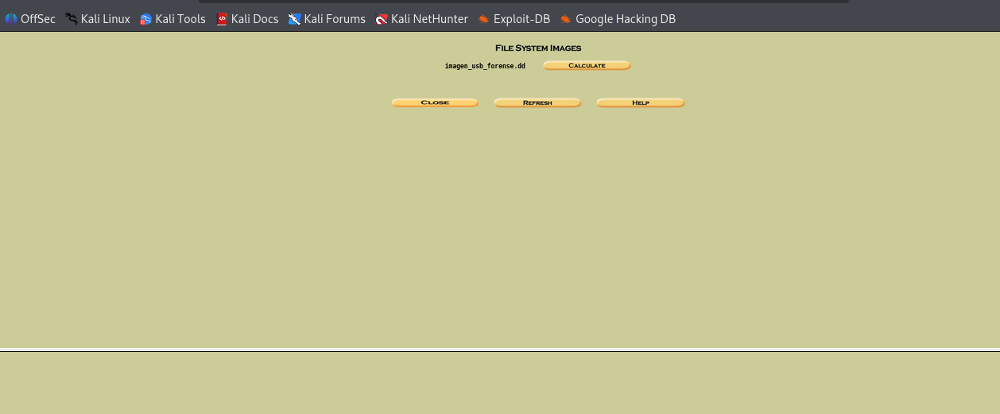 OffSec Kali Linux Kali Tools Kali Docs Kali Forums Kali NetHunter Exploit-DB Google Hacking DB
File System Images
imagen_usb_forense.dd Calculate
Close Refresh Help